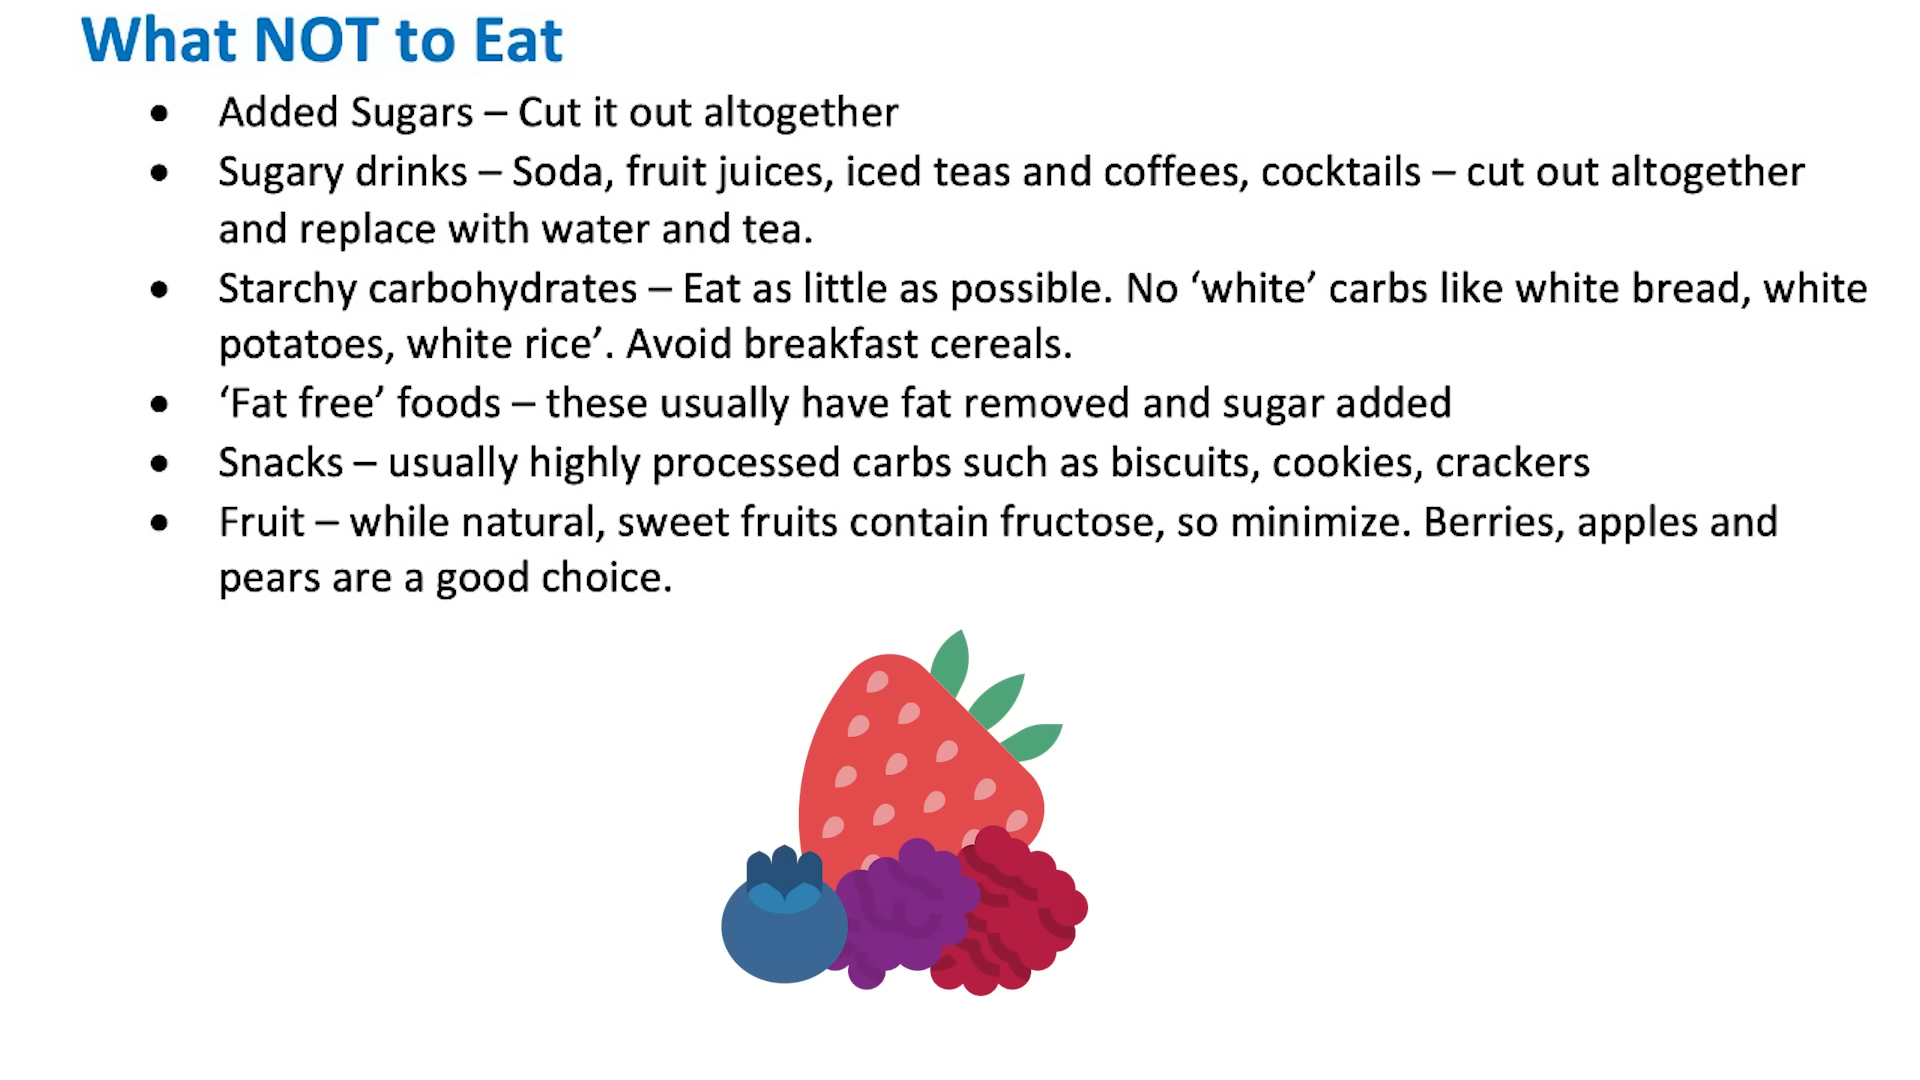 What NOT to Eat
• Added Sugars – Cut it out altogether
• Sugary drinks – Soda, fruit juices, iced teas and coffees, cocktails – cut out altogether
and replace with water and tea.
• Starchy carbohydrates – Eat as little as possible. No ‘white’ carbs like white bread, white
potatoes, white rice’. Avoid breakfast cereals.
• ‘Fat free’ foods – these usually have fat removed and sugar added
• Snacks – usually highly processed carbs such as biscuits, cookies, crackers
• Fruit – while natural, sweet fruits contain fructose, so minimize. Berries, apples and
pears are a good choice.